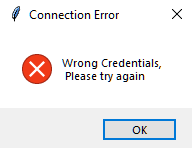 Connection Error
Wrong Credentials,
Please try again
OK